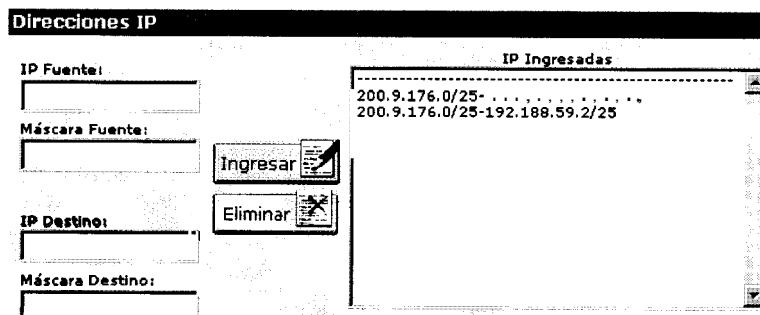 Direcciones IP
IP Fuente:
Máscara Fuente:
Ingresar
Eliminar
IP Destino:
Máscara Destino:
IP Ingresadas
--------------------------------------------------
200.9.176.0/25-
200.9.176.0/25-192.188.59.2/25